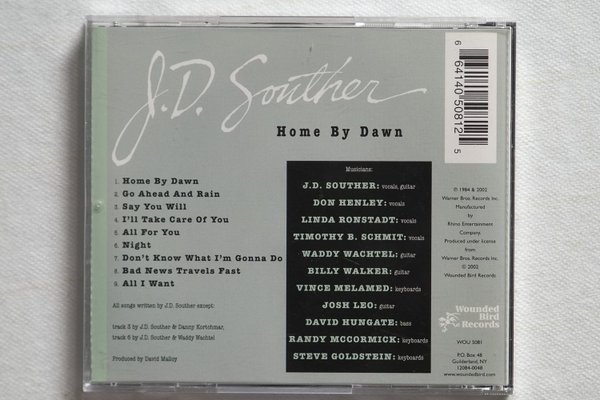 J.D. Souther
Home By Dawn
1. Home By Dawn
2. Go Ahead And Rain
3. Say You Will
4. I'll Take Care Of You
5. All For You
6. Night
7. Don't Know What I'm Gonna Do
8. Bad News Travels Fast
9. All I Want
All songs written by J.D. Souther except:
track 3 by J.D. Souther & Danny Kortchmar,
track 6 by J.D. Souther & Waddy Wachtel
Produced by David Malloy
Musicians:
J.D. SOUTHER: vocals, guitar
DON HENLEY: vocals
LINDA RONSTADT: vocals
TIMOTHY B. SCHMIT: vocals
WADDY WACHTEL: guitar
BILLY WALKER: guitar
VINCE MELAMED: keyboards
JOSH LEO: guitar
DAVID HUNGATE: bass
RANDY MCCORMICK: keyboards
STEVE GOLDSTEIN: keyboards
6 64140 50812 5
℗ 1984 & 2002
Warner Bros. Records Inc.
Manufactured
by
Rhino Entertainment
Company.
Produced under license
from
Warner Bros. Records Inc.
© 2002
Wounded Bird Records
Wounded
Bird
Records
WOU 5081
P.O. Box 48
Guilderland, NY
12084-0048
www.woundedbird.com